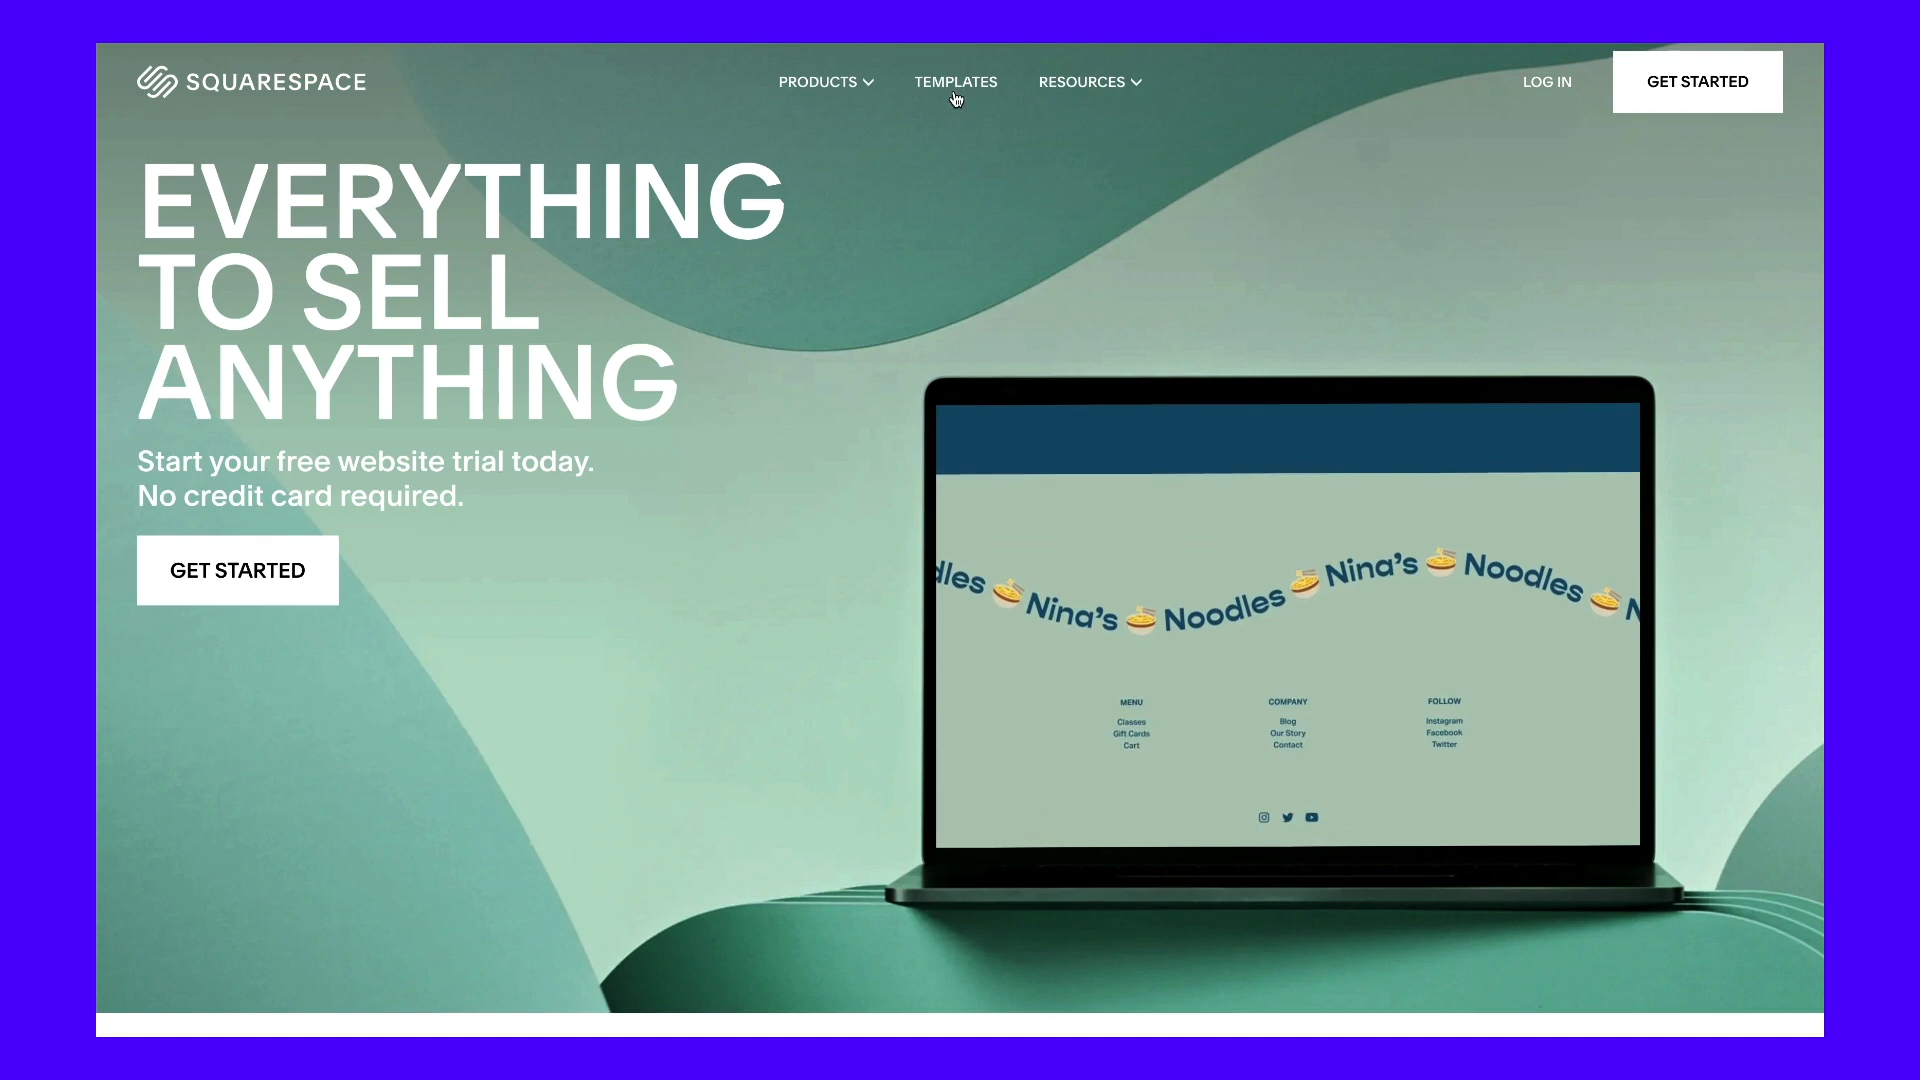 SQUARESPACE
PRODUCTS
TEMPLATES
RESOURCES
LOG IN
GET STARTED
EVERYTHING
TO SELL
ANYTHING
Start your free website trial today.
No credit card required.
GET STARTED
dles Nina’s Noodles Nina’s Noodles N
MENU
Classes
Gift Cards
Cart
COMPANY
Blog
Our Story
Contact
FOLLOW
Instagram
Facebook
Twitter